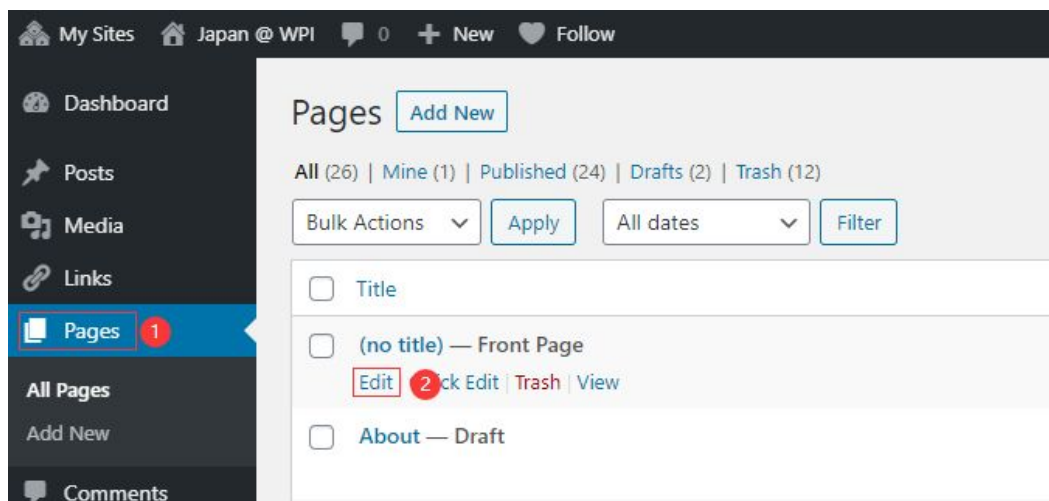 My Sites Japan @ WPI 0 New Follow
Dashboard
Posts
Media
Links
Pages 1
All Pages
Add New
Comments
Pages Add New
All (26) | Mine (1) | Published (24) | Drafts (2) | Trash (12)
Bulk Actions Apply All dates Filter
Title
(no title) — Front Page
Edit 2 ck Edit | Trash | View
About — Draft